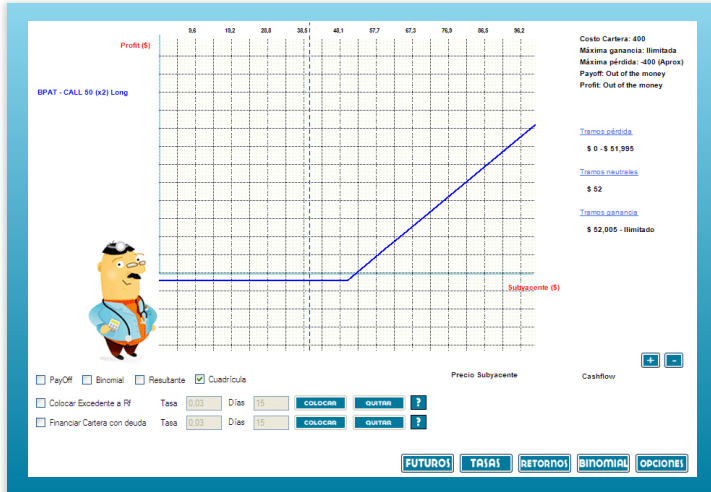 9,6 19,2 28,8 38,5 48,1 57,7 67,3 76,9 86,5 96,2
Profit ($)
BPAT - CALL 50 (x2) Long
Costo Cartera: 400
Máxima ganancia: Ilimitada
Máxima pérdida: -400 (Aprox)
Payoff: Out of the money
Profit: Out of the money
Tramos pérdida
$ 0 -$ 51,995
Tramos neutrales
$ 52
Tramos ganancia
$ 52,005 - Ilimitado
Subyacente ($)
+ -
Precio Subyacente
Cashflow
PayOff Binomial Resultante Cuadrícula
Colocar Excedente a Rf Tasa 0,03 Días 15 COLOCAR QUITAR ?
Financiar Cartera con deuda Tasa 0,03 Días 15 COLOCAR QUITAR ?
FUTUROS TASAS RETORNOS BINOMIAL OPCIONES